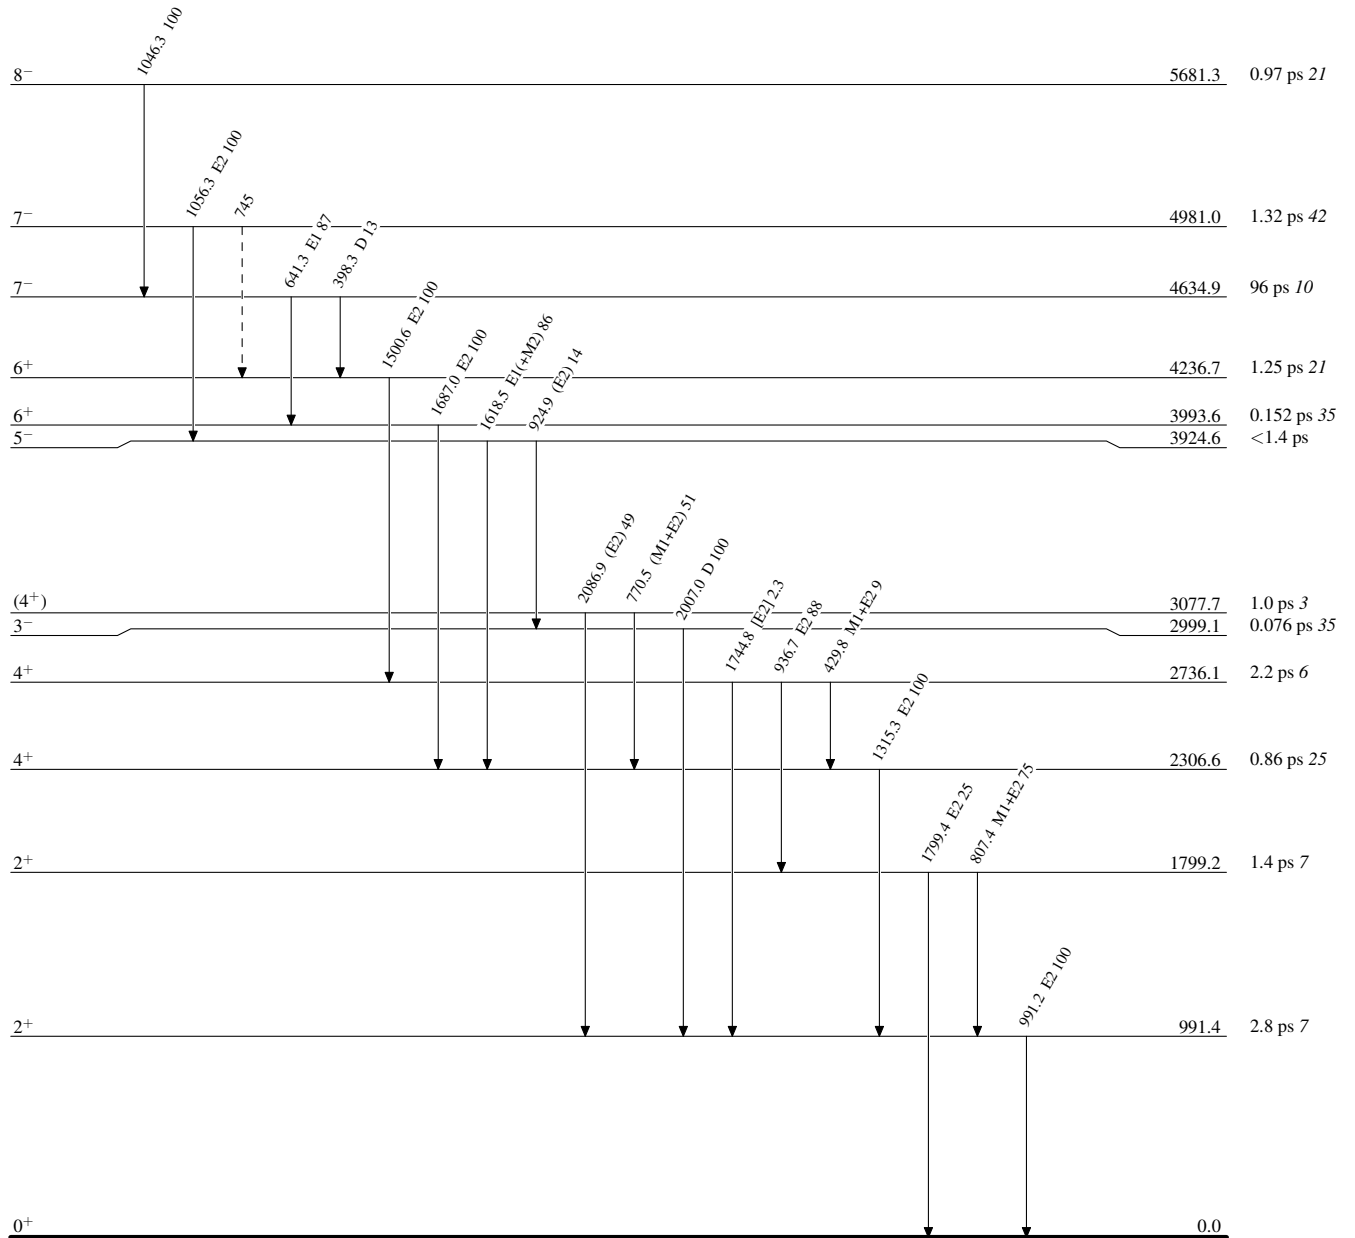 1046.3 100
8⁻ 5681.3 0.97 ps 21
1056.3 E2 100
745
7⁻ 4981.0 1.32 ps 42
641.3 E1 87
398.3 D 13
7⁻ 4634.9 96 ps 10
1500.6 E2 100
6⁺ 4236.7 1.25 ps 21
1687.0 E2 100
1618.5 E1(+M2) 86
924.9 (E2) 14
6⁺ 3993.6 0.152 ps 35
5⁻ 3924.6 <1.4 ps
2086.9 (E2) 49
770.5 (M1+E2) 51
2007.0 D 100
(4⁺) 3077.7 1.0 ps 3
3⁻ 2999.1 0.076 ps 35
1744.8 [E2] 2.3
936.7 E2 88
429.8 M1+E2 9
4⁺ 2736.1 2.2 ps 6
1315.3 E2 100
4⁺ 2306.6 0.86 ps 25
1799.4 E2 25
807.4 M1+E2 75
2⁺ 1799.2 1.4 ps 7
991.2 E2 100
2⁺ 991.4 2.8 ps 7
0⁺ 0.0